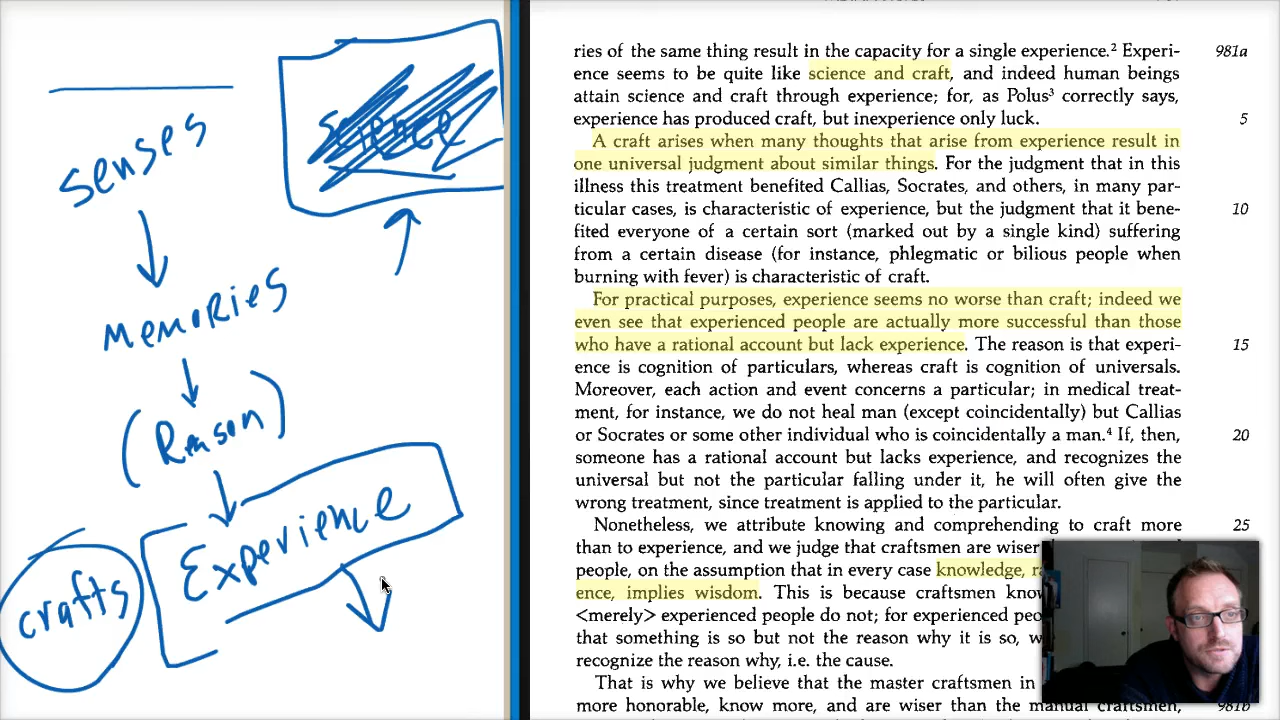 senses
science
memories
(Reason)
Experience
crafts
ries of the same thing result in the capacity for a single experience.² Experi- 981a
ence seems to be quite like science and craft, and indeed human beings
attain science and craft through experience; for, as Polus³ correctly says,
experience has produced craft, but inexperience only luck. 5
A craft arises when many thoughts that arise from experience result in
one universal judgment about similar things. For the judgment that in this
illness this treatment benefited Callias, Socrates, and others, in many par-
ticular cases, is characteristic of experience, but the judgment that it bene- 10
fited everyone of a certain sort (marked out by a single kind) suffering
from a certain disease (for instance, phlegmatic or bilious people when
burning with fever) is characteristic of craft.
For practical purposes, experience seems no worse than craft; indeed we
even see that experienced people are actually more successful than those
who have a rational account but lack experience. The reason is that experi- 15
ence is cognition of particulars, whereas craft is cognition of universals.
Moreover, each action and event concerns a particular; in medical treat-
ment, for instance, we do not heal man (except coincidentally) but Callias
or Socrates or some other individual who is coincidentally a man.⁴ If, then, 20
someone has a rational account but lacks experience, and recognizes the
universal but not the particular falling under it, he will often give the
wrong treatment, since treatment is applied to the particular.
Nonetheless, we attribute knowing and comprehending to craft more 25
than to experience, and we judge that craftsmen are wiser
people, on the assumption that in every case knowledge,
ence, implies wisdom. This is because craftsmen
<merely> experienced people do not; for experienced
that something is so but not the reason why it is so,
recognize the reason why, i.e. the cause.
That is why we believe that the master craftsmen in
more honorable, know more, and are wiser than the manual craftsmen, 981b